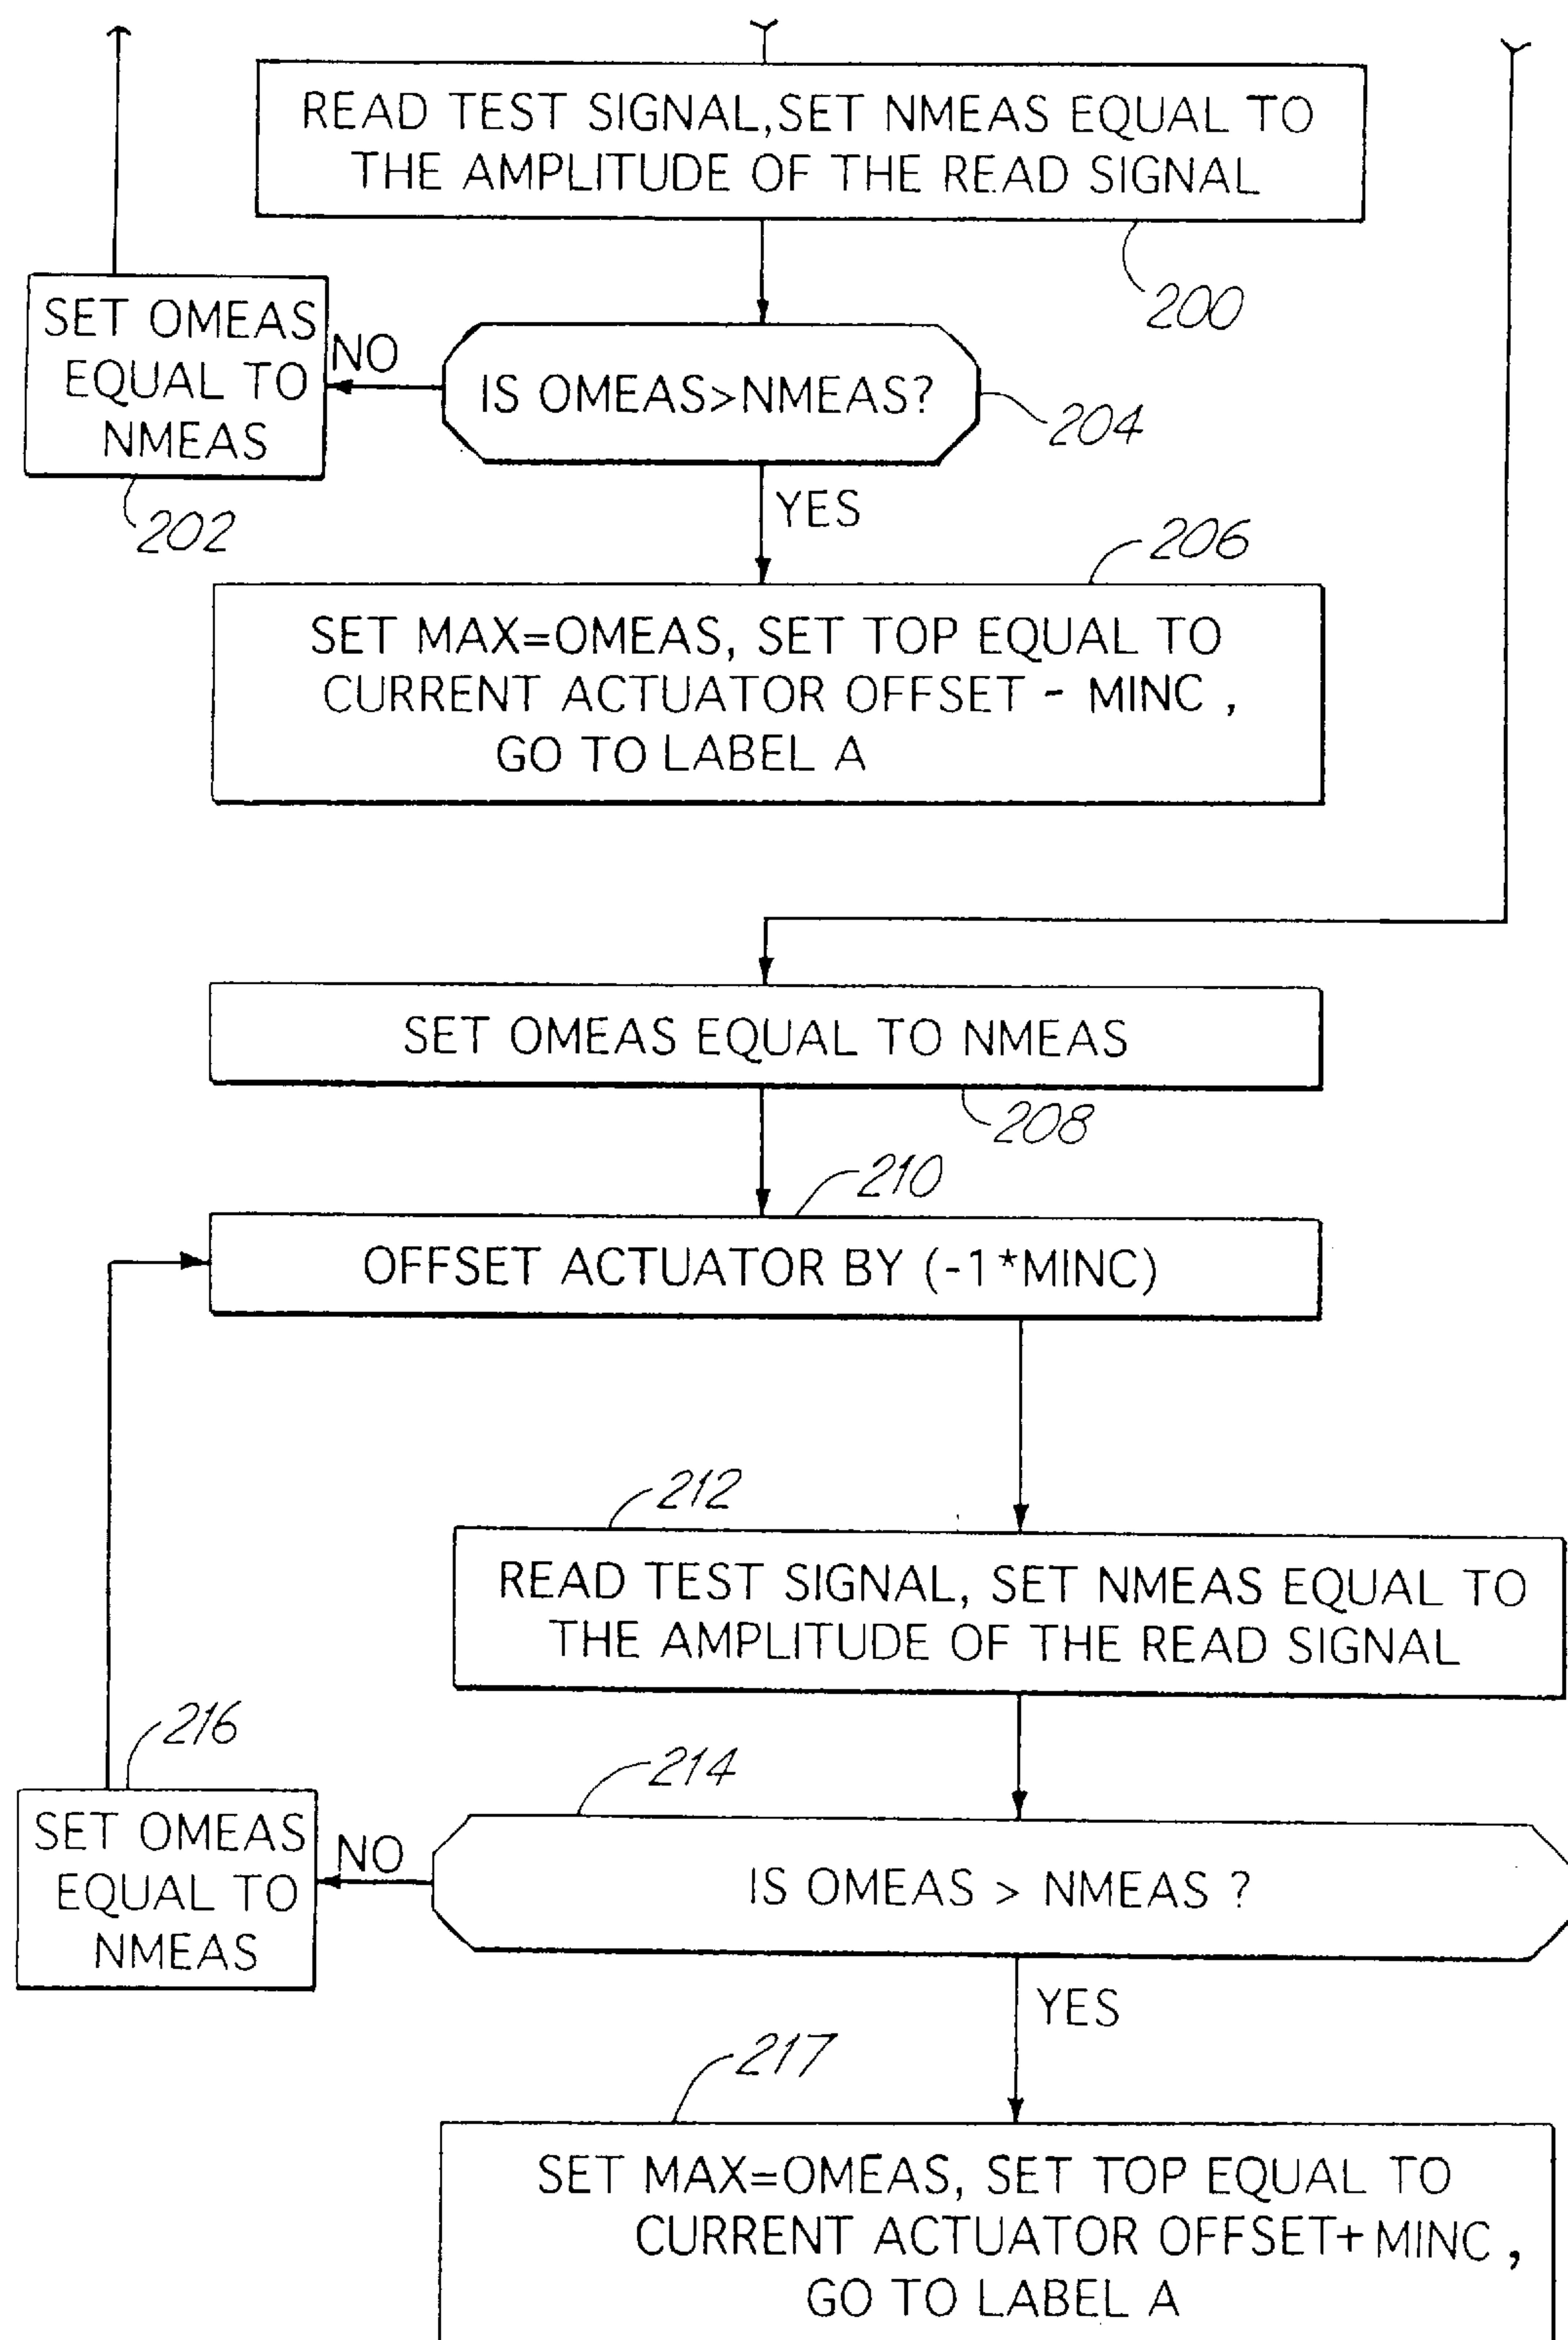 READ TEST SIGNAL,SET NMEAS EQUAL TO
THE AMPLITUDE OF THE READ SIGNAL
200
SET OMEAS
EQUAL TO
NMEAS
202
NO
IS OMEAS>NMEAS?
204
YES
206
SET MAX=OMEAS, SET TOP EQUAL TO
CURRENT ACTUATOR OFFSET - MINC ,
GO TO LABEL A
SET OMEAS EQUAL TO NMEAS
208
210
OFFSET ACTUATOR BY (-1*MINC)
212
READ TEST SIGNAL, SET NMEAS EQUAL TO
THE AMPLITUDE OF THE READ SIGNAL
216
SET OMEAS
EQUAL TO
NMEAS
NO
214
IS OMEAS > NMEAS ?
YES
217
SET MAX=OMEAS, SET TOP EQUAL TO
CURRENT ACTUATOR OFFSET+MINC ,
GO TO LABEL A